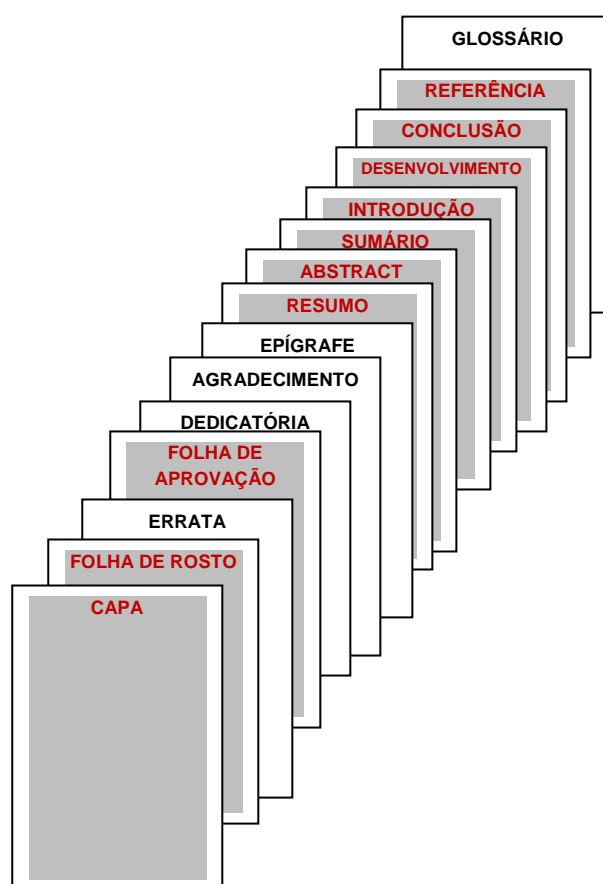 GLOSSÁRIO
REFERÊNCIA
CONCLUSÃO
DESENVOLVIMENTO
INTRODUÇÃO
SUMÁRIO
ABSTRACT
RESUMO
EPÍGRAFE
AGRADECIMENTO
DEDICATÓRIA
FOLHA DE
APROVAÇÃO
ERRATA
FOLHA DE ROSTO
CAPA